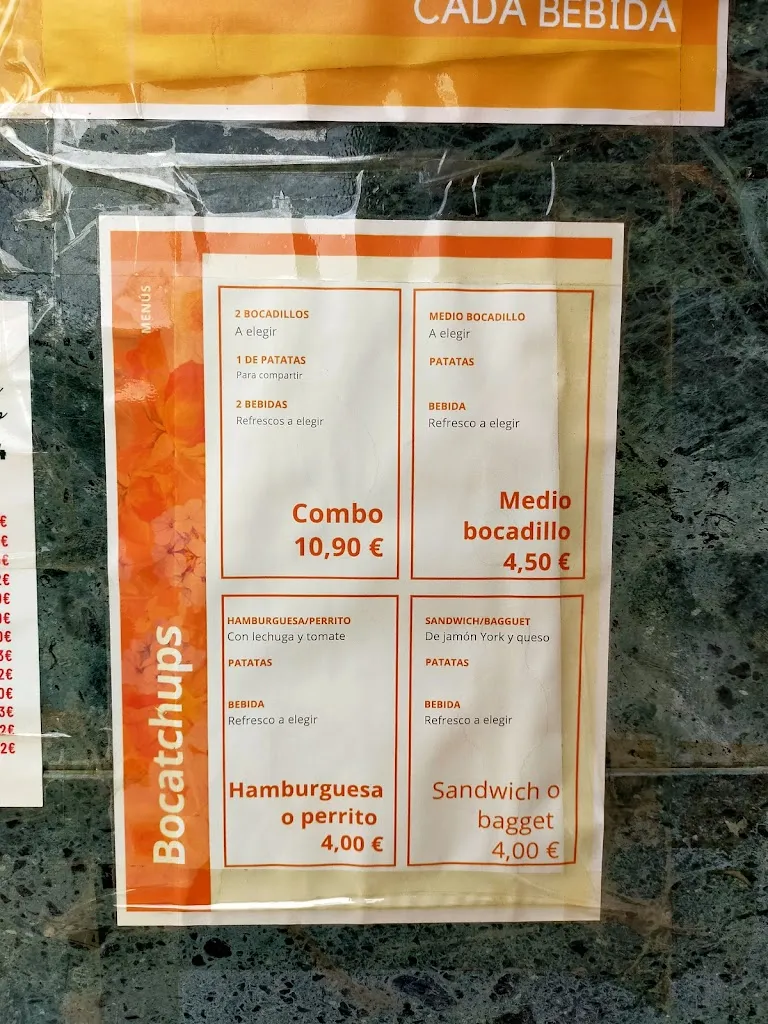 CADA BEBIDA
MENÚS
Bocatchups
2 BOCADILLOS
A elegir
1 DE PATATAS
Para compartir
2 BEBIDAS
Refrescos a elegir
Combo
10,90 €
MEDIO BOCADILLO
A elegir
PATATAS
BEBIDA
Refresco a elegir
Medio
bocadillo
4,50 €
HAMBURGUESA/PERRITO
Con lechuga y tomate
PATATAS
BEBIDA
Refresco a elegir
Hamburguesa
o perrito
4,00 €
SANDWICH/BAGGUET
De jamón York y queso
PATATAS
BEBIDA
Refresco a elegir
Sandwich o
bagget
4,00 €